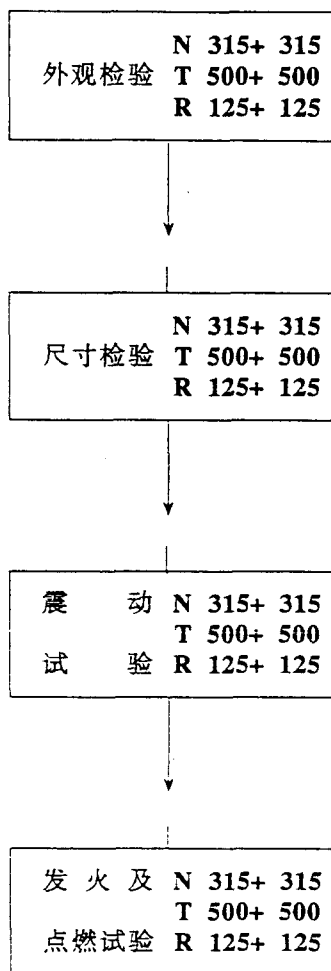 N 315+ 315
外观检验 T 500+ 500
R 125+ 125
N 315+ 315
尺寸检验 T 500+ 500
R 125+ 125
震 动 N 315+ 315
T 500+ 500
试 验 R 125+ 125
发 火 及 N 315+ 315
T 500+ 500
点燃试验 R 125+ 125